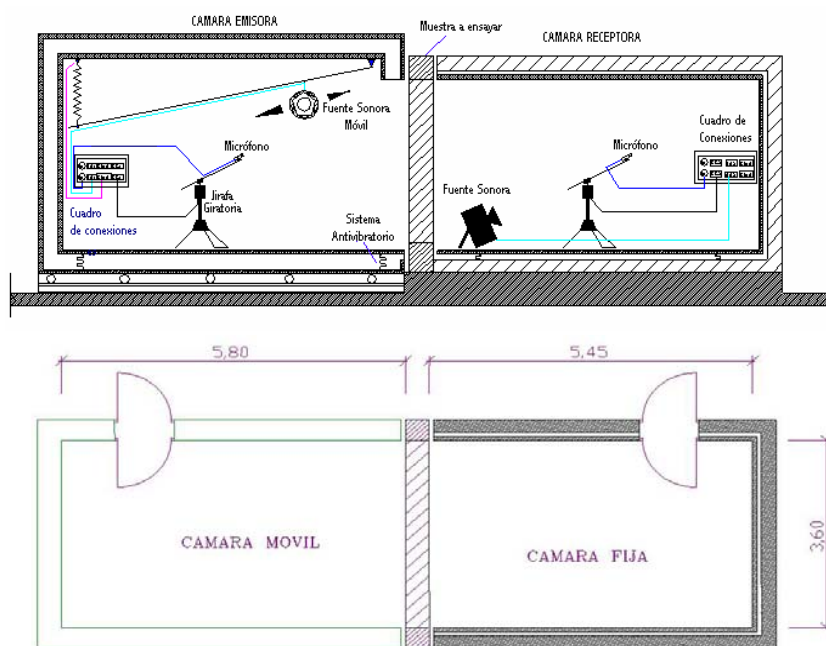 CAMARA EMISORA
Muestra a ensayar
CAMARA RECEPTORA
Fuente Sonora
Móvil
Micrófono
Jirafa
Giratoria
Cuadro
de conexiones
Sistema
Antivibratorio
Fuente Sonora
Micrófono
Cuadro de
Conexiones
5,80
5,45
CAMARA MOVIL
CAMARA FIJA
3,60